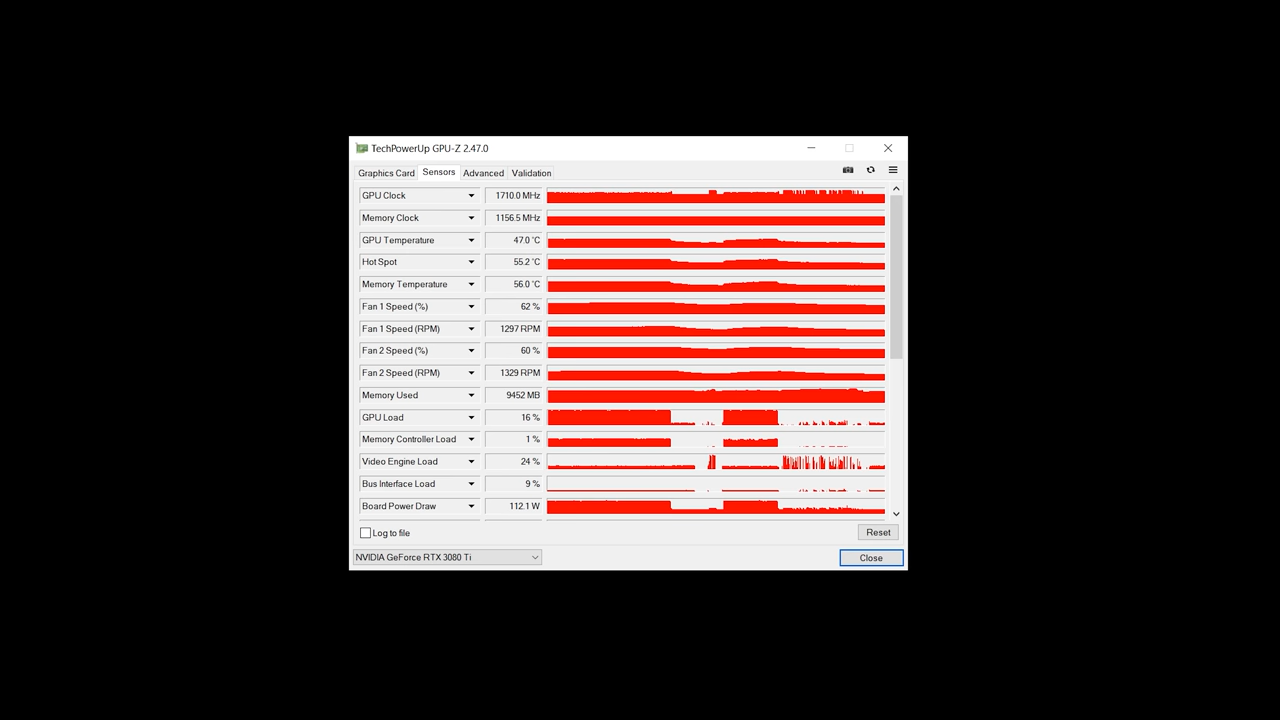 TechPowerUp GPU-Z 2.47.0
Graphics Card Sensors Advanced Validation
GPU Clock 1710.0 MHz
Memory Clock 1156.5 MHz
GPU Temperature 47.0 °C
Hot Spot 55.2 °C
Memory Temperature 56.0 °C
Fan 1 Speed (%) 62 %
Fan 1 Speed (RPM) 1297 RPM
Fan 2 Speed (%) 60 %
Fan 2 Speed (RPM) 1329 RPM
Memory Used 9452 MB
GPU Load 16 %
Memory Controller Load 1 %
Video Engine Load 24 %
Bus Interface Load 9 %
Board Power Draw 112.1 W
Log to file Reset
NVIDIA GeForce RTX 3080 Ti Close